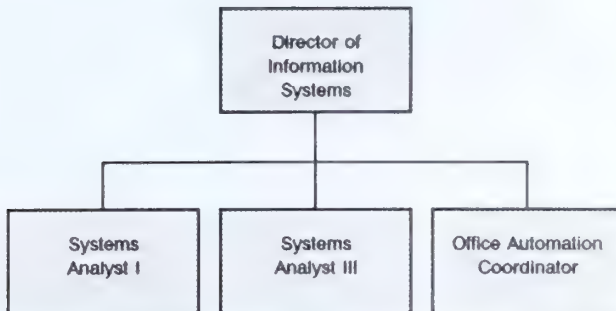 Director of
Information
Systems
Systems
Analyst I
Systems
Analyst III
Office Automation
Coordinator